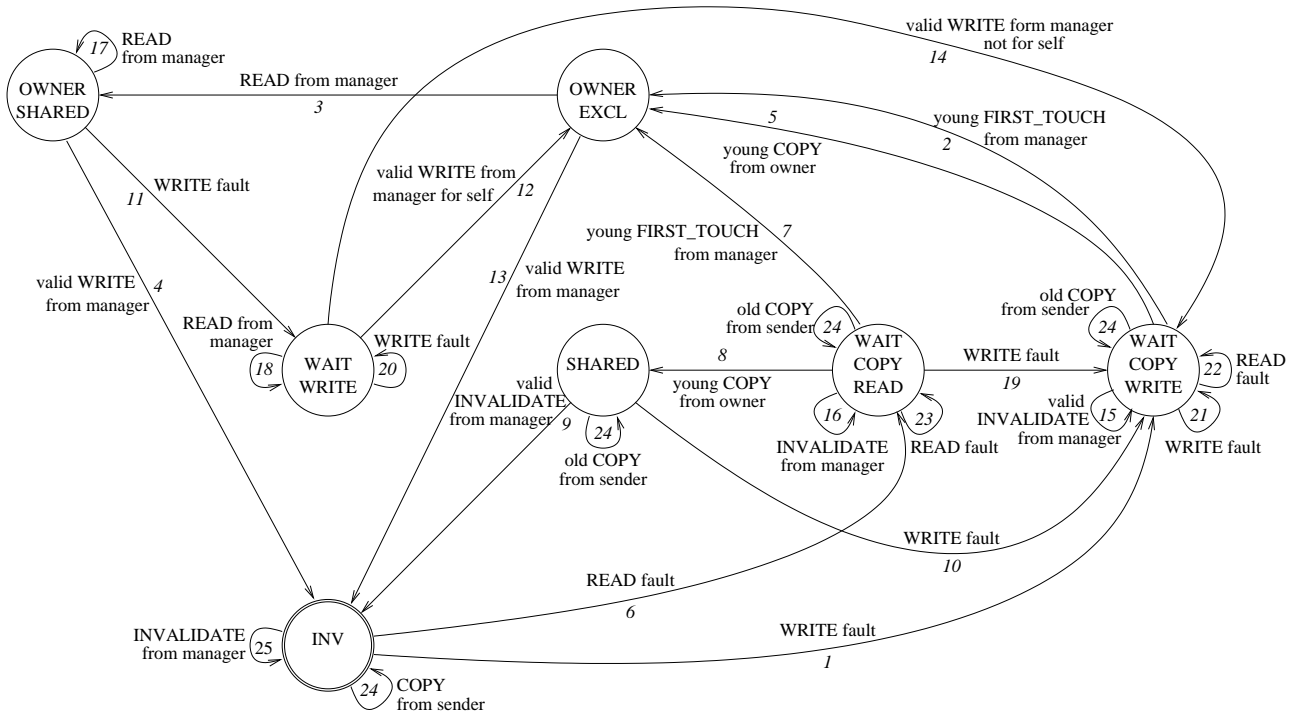 valid WRITE form manager
not for self
14
17
READ
from manager
OWNER
SHARED
READ from manager
3
OWNER
EXCL
5
young FIRST_TOUCH
2
from manager
young COPY
from owner
11
WRITE fault
valid WRITE from
manager for self
12
young FIRST_TOUCH
7
from manager
valid WRITE
4
from manager
13
valid WRITE
from manager
READ from
manager
18
WAIT
WRITE
WRITE fault
20
SHARED
8
young COPY
from owner
old COPY
from sender
24
WAIT
COPY
READ
WRITE fault
19
old COPY
from sender
24
WAIT
COPY
WRITE
22
READ
fault
valid
INVALIDATE
from manager
9
24
old COPY
from sender
16
INVALIDATE
from manager
23
READ fault
valid
INVALIDATE
from manager
15
21
WRITE fault
WRITE fault
10
READ fault
6
INVALIDATE
from manager
25
INV
WRITE fault
1
24
COPY
from sender